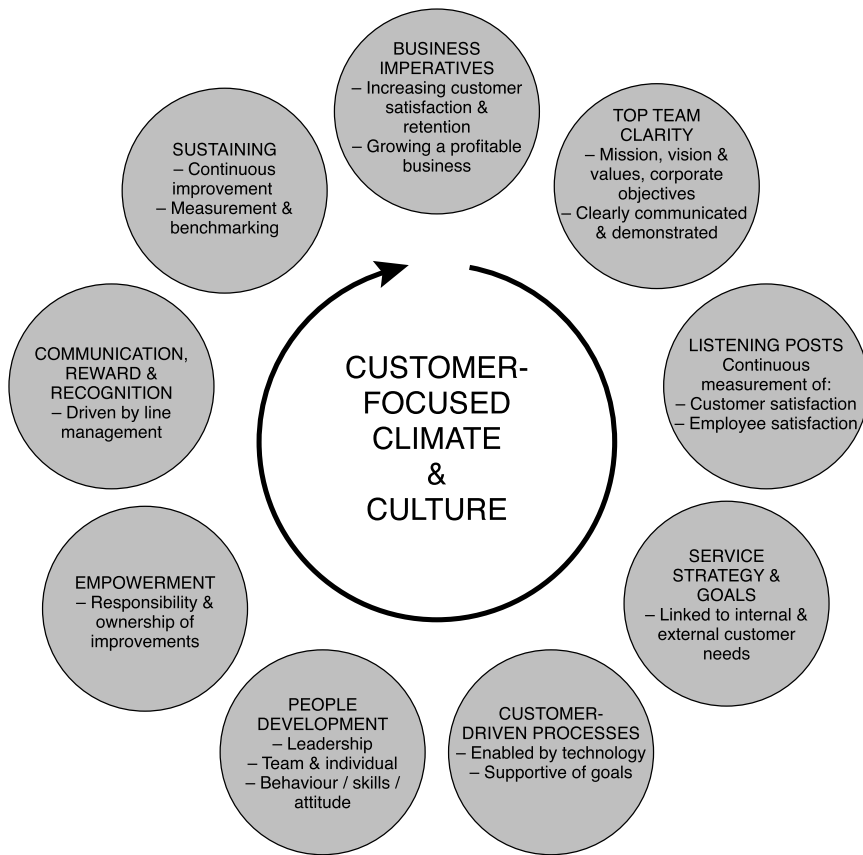 BUSINESS
IMPERATIVES
– Increasing customer
satisfaction &
retention
– Growing a profitable
business
TOP TEAM
CLARITY
– Mission, vision &
values, corporate
objectives
– Clearly communicated
& demonstrated
LISTENING POSTS
Continuous
measurement of:
– Customer satisfaction
– Employee satisfaction
SERVICE
STRATEGY &
GOALS
– Linked to internal &
external customer
needs
CUSTOMER-
DRIVEN PROCESSES
– Enabled by technology
– Supportive of goals
PEOPLE
DEVELOPMENT
– Leadership
– Team & individual
– Behaviour / skills /
attitude
EMPOWERMENT
– Responsibility &
ownership of
improvements
COMMUNICATION,
REWARD &
RECOGNITION
– Driven by line
management
SUSTAINING
– Continuous
improvement
– Measurement &
benchmarking
CUSTOMER-
FOCUSED
CLIMATE
&
CULTURE